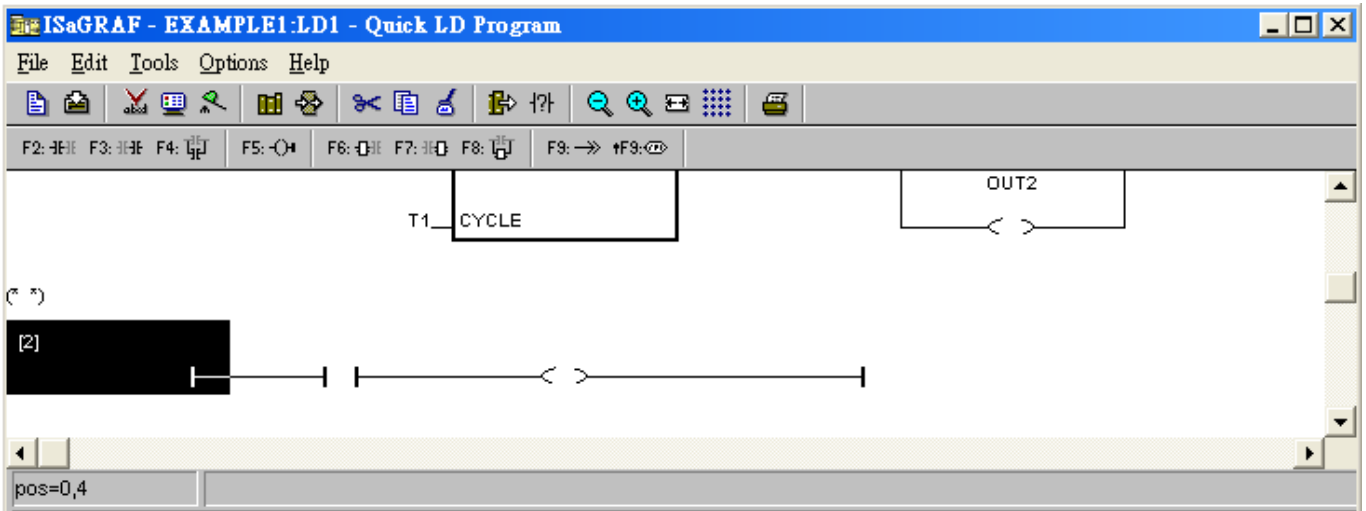 ISaGRAF - EXAMPLE1:LD1 - Quick LD Program
File Edit Tools Options Help
F2: F3: F4: F5: F6: F7: F8: F9: ↑F9:
OUT2
T1 CYCLE
(* *)
[2]
pos=0,4